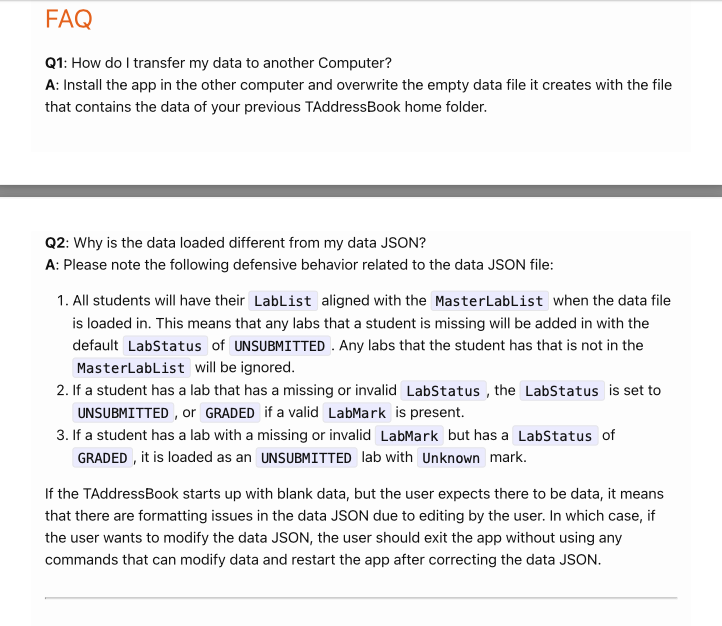 FAQ
Q1: How do I transfer my data to another Computer?
A: Install the app in the other computer and overwrite the empty data file it creates with the file
that contains the data of your previous TAddressBook home folder.
Q2: Why is the data loaded different from my data JSON?
A: Please note the following defensive behavior related to the data JSON file:
1. All students will have their LabList aligned with the MasterLabList when the data file
is loaded in. This means that any labs that a student is missing will be added in with the
default LabStatus of UNSUBMITTED . Any labs that the student has that is not in the
MasterLabList will be ignored.
2. If a student has a lab that has a missing or invalid LabStatus , the LabStatus is set to
UNSUBMITTED , or GRADED if a valid LabMark is present.
3. If a student has a lab with a missing or invalid LabMark but has a LabStatus of
GRADED , it is loaded as an UNSUBMITTED lab with Unknown mark.
If the TAddressBook starts up with blank data, but the user expects there to be data, it means
that there are formatting issues in the data JSON due to editing by the user. In which case, if
the user wants to modify the data JSON, the user should exit the app without using any
commands that can modify data and restart the app after correcting the data JSON.